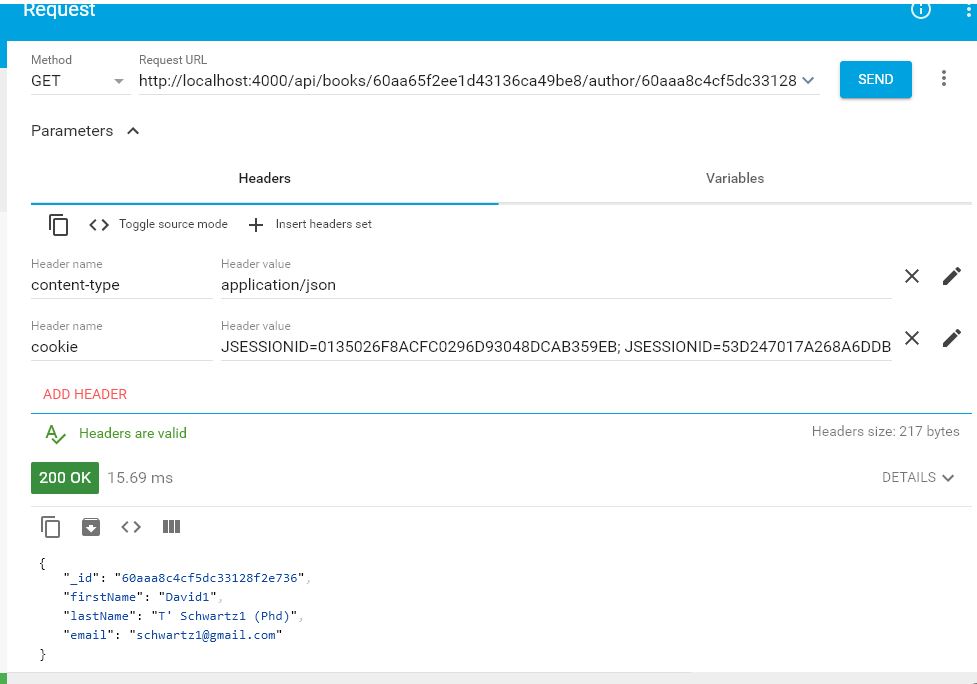 Request
Method
Request URL
GET
http://localhost:4000/api/books/60aa65f2ee1d43136ca49be8/author/60aaa8c4cf5dc33128
SEND
Parameters
Headers
Variables
Toggle source mode
Insert headers set
Header name
Header value
content-type
application/json
Header name
Header value
cookie
JSESSIONID=0135026F8ACFC0296D93048DCAB359EB; JSESSIONID=53D247017A268A6DDB
ADD HEADER
Headers are valid
Headers size: 217 bytes
200 OK
15.69 ms
DETAILS
{
"_id": "60aaa8c4cf5dc33128f2e736",
"firstName": "David1",
"lastName": "T' Schwartz1 (Phd)",
"email": "schwartz1@gmail.com"
}